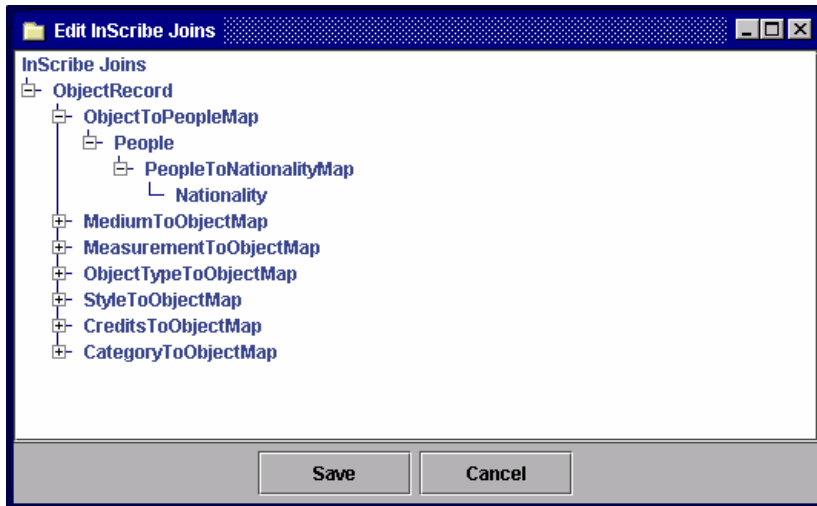 Edit InScribe Joins
InScribe Joins
ObjectRecord
ObjectToPeopleMap
People
PeopleToNationalityMap
Nationality
MediumToObjectMap
MeasurementToObjectMap
ObjectTypeToObjectMap
StyleToObjectMap
CreditsToObjectMap
CategoryToObjectMap
Save Cancel